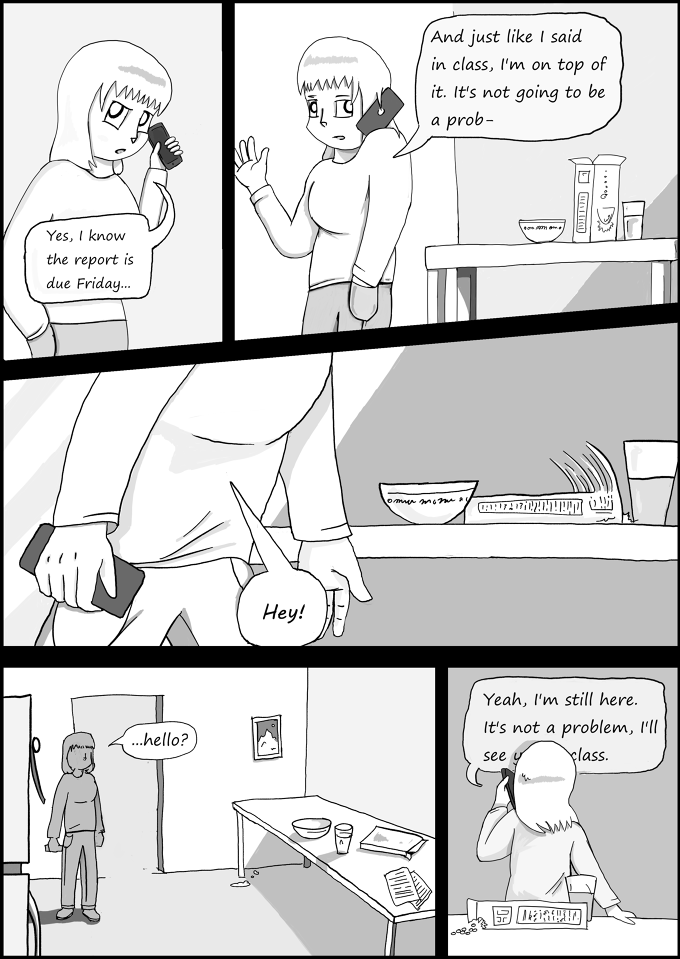 Yes, I know
the report is
due Friday...
And just like I said
in class, I'm on top of
it. It's not going to be
a prob-
Hey!
...hello?
Yeah, I'm still here.
It's not a problem, I'll
see class.